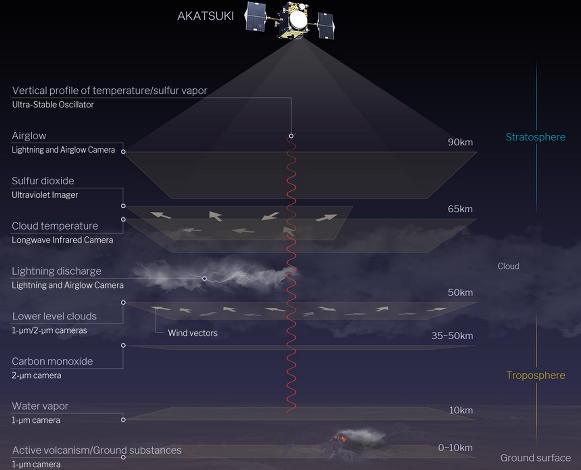 AKATSUKI
Vertical profile of temperature/sulfur vapor
Ultra-Stable Oscillator
Airglow
Lightning and Airglow Camera
90km
Stratosphere
Sulfur dioxide
Ultraviolet Imager
65km
Cloud temperature
Longwave Infrared Camera
Cloud
Lightning discharge
Lightning and Airglow Camera
50km
Lower level clouds
1-μm/2-μm cameras
Wind vectors
35-50km
Carbon monoxide
2-μm camera
Troposphere
Water vapor
1-μm camera
10km
Active volcanism/Ground substances
1-μm camera
0-10km
Ground surface